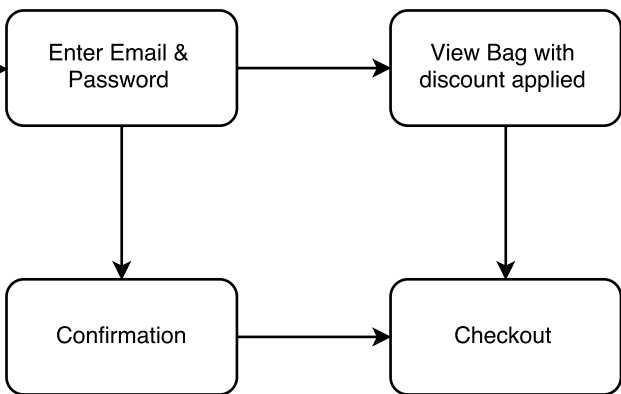 Enter Email &
Password
View Bag with
discount applied
Confirmation
Checkout